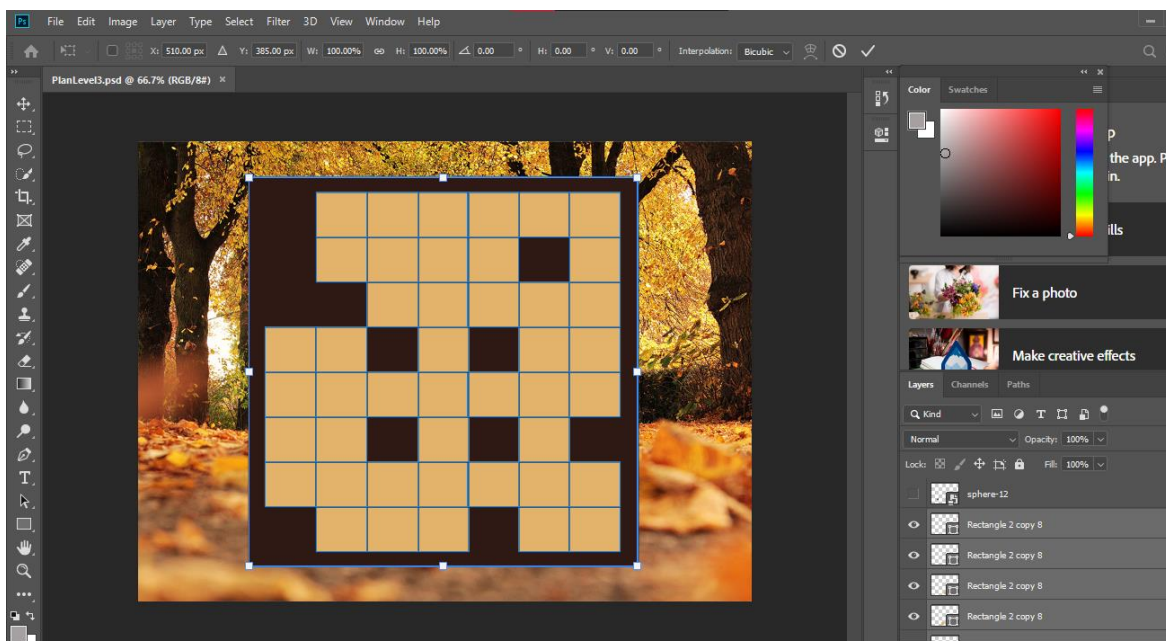 Ps File Edit Image Layer Type Select Filter 3D View Window Help
X: 510.00 px Δ Y: 385.00 px W: 100.00% H: 100.00% 0.00 ° H: 0.00 ° V: 0.00 ° Interpolation: Bicubic
PlanLevel3.psd @ 66.7% (RGB/8#) ×
Color Swatches
p
the app. P
in.
ills
Fix a photo
Make creative effects
Layers Channels Paths
Kind
Normal Opacity: 100%
Lock: Fill: 100%
sphere-12
Rectangle 2 copy 8
Rectangle 2 copy 8
Rectangle 2 copy 8
Rectangle 2 copy 8